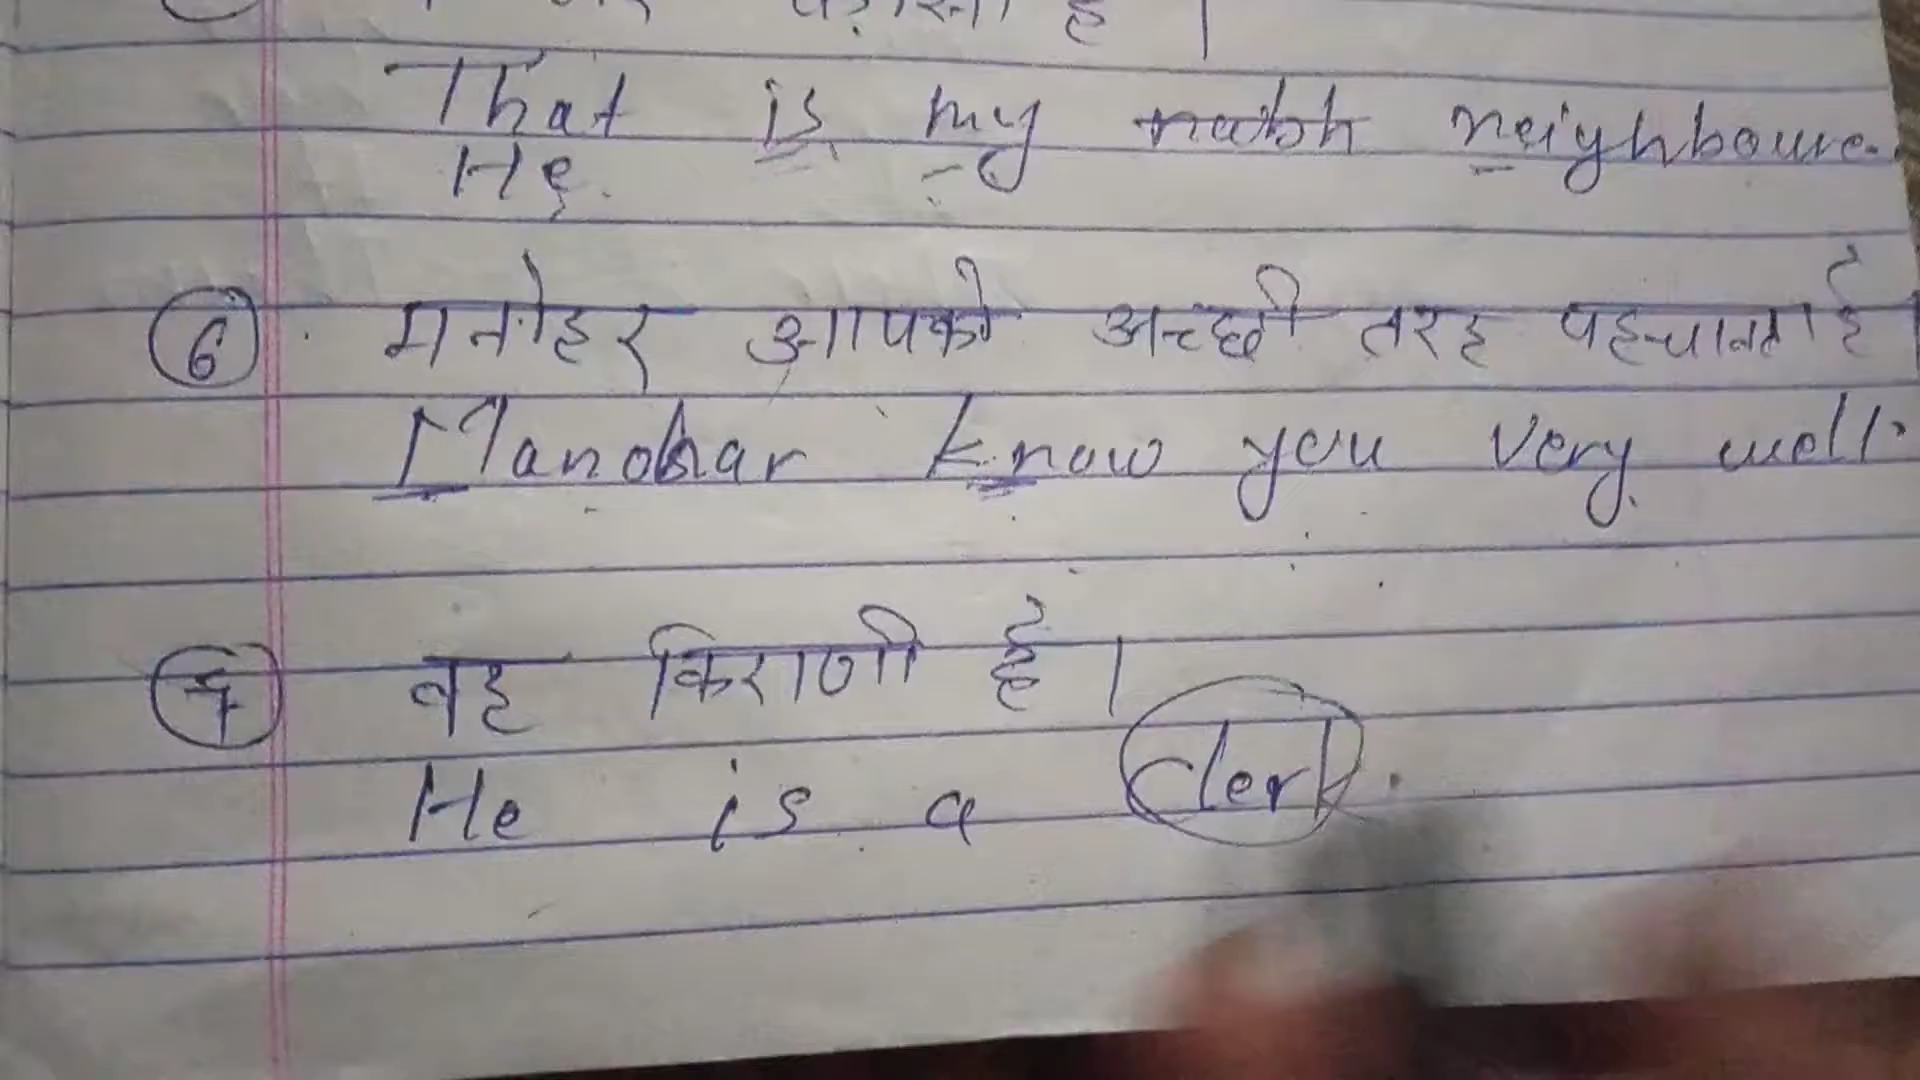 है |
That is my neighboure.
He.
6 मनोहर आपको अच्छी तरह पहचानता है |
Manohar know you very well.
7 वह किराणी है |
He is a clerk.